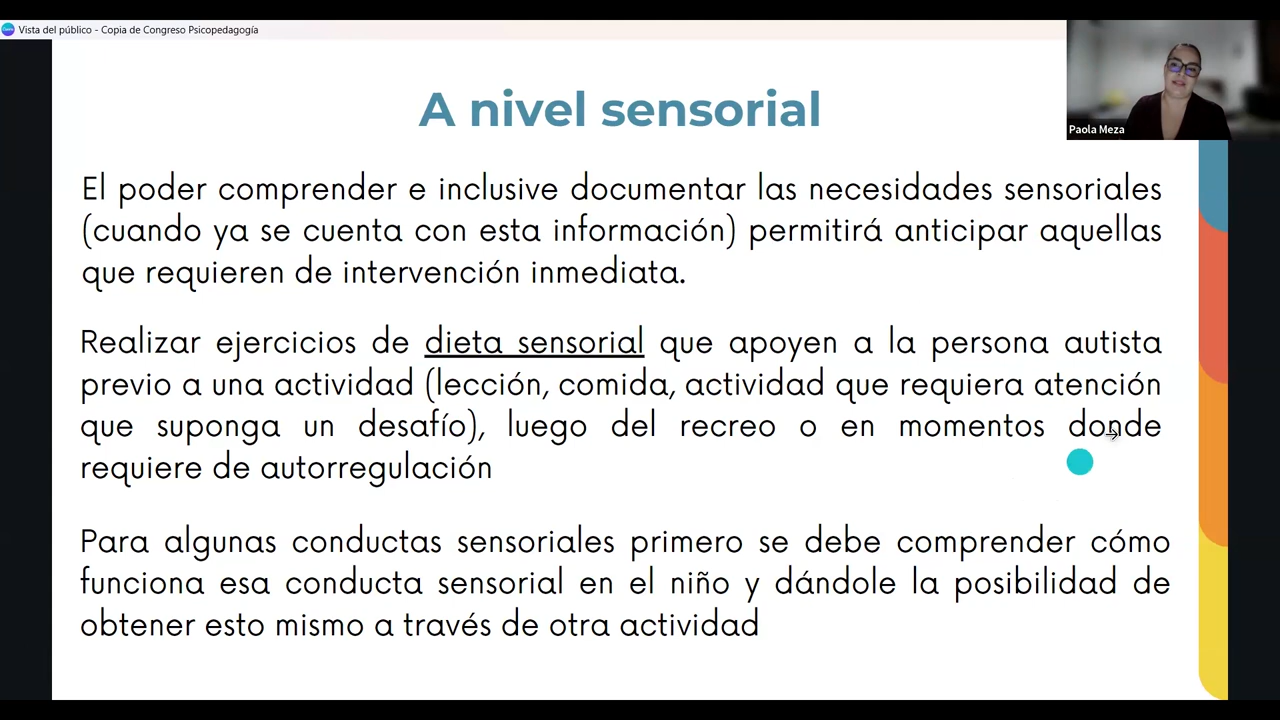 Vista del público - Copia de Congreso Psicopedagogía
Paola Meza
A nivel sensorial
El poder comprender e inclusive documentar las necesidades sensoriales
(cuando ya se cuenta con esta información) permitirá anticipar aquellas
que requieren de intervención inmediata.
Realizar ejercicios de dieta sensorial que apoyen a la persona autista
previo a una actividad (lección, comida, actividad que requiera atención
que suponga un desafío), luego del recreo o en momentos donde
requiere de autorregulación
Para algunas conductas sensoriales primero se debe comprender cómo
funciona esa conducta sensorial en el niño y dándole la posibilidad de
obtener esto mismo a través de otra actividad